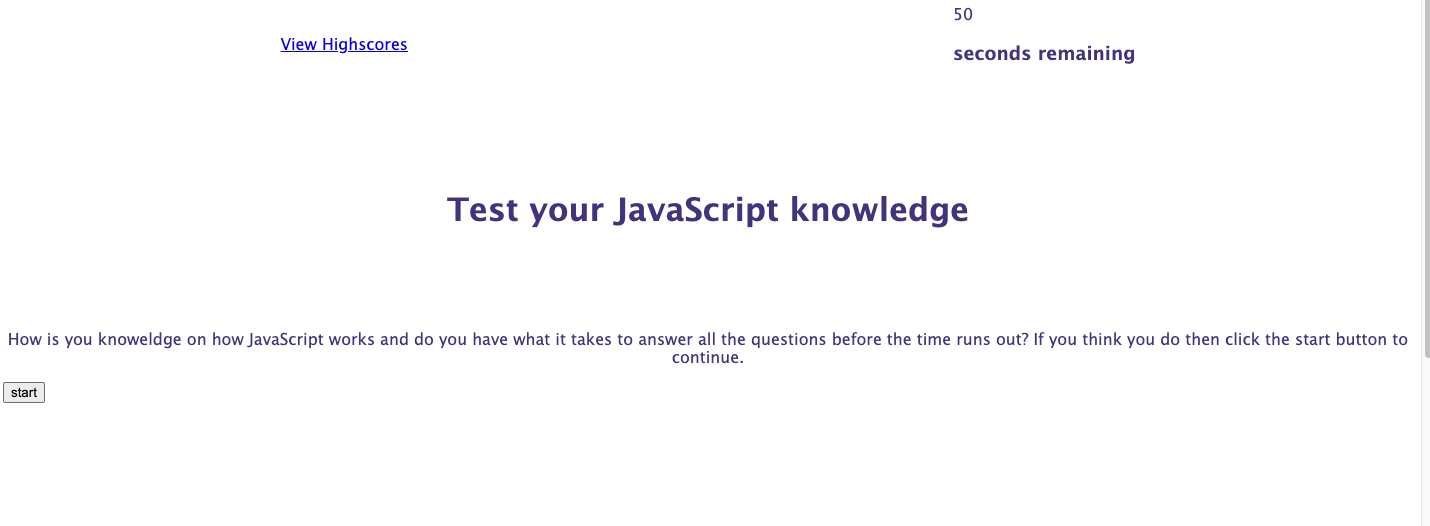 50
View Highscores
seconds remaining
Test your JavaScript knowledge
How is you knoweldge on how JavaScript works and do you have what it takes to answer all the questions before the time runs out? If you think you do then click the start button to
continue.
start